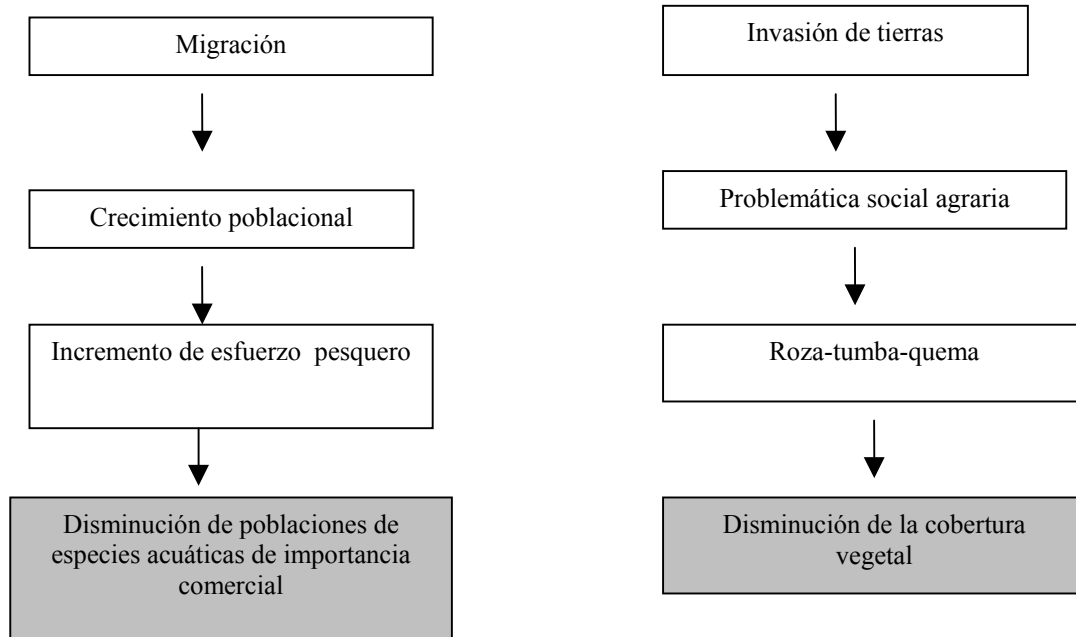 Migración
Crecimiento poblacional
Incremento de esfuerzo pesquero
Disminución de poblaciones de
especies acuáticas de importancia
comercial
Invasión de tierras
Problemática social agraria
Roza-tumba-quema
Disminución de la cobertura
vegetal